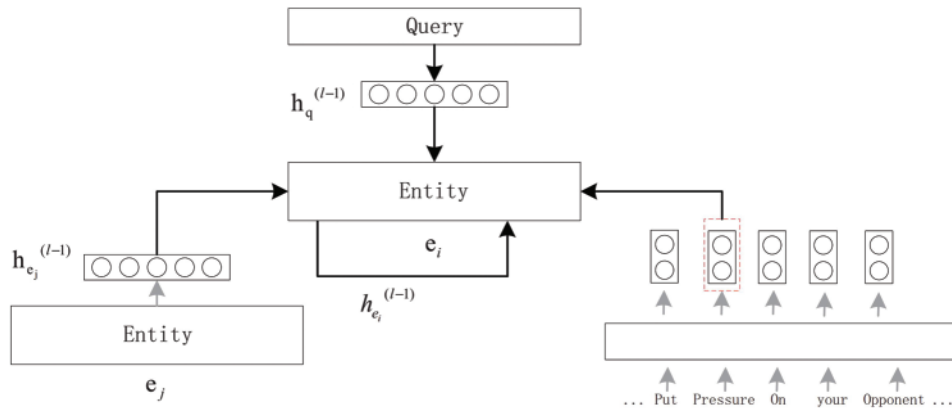 Query
h_q^(l-1)
Entity
e_i
h_{e_j}^(l-1)
h_{e_i}^(l-1)
Entity
e_j
... Put Pressure On your Opponent ...